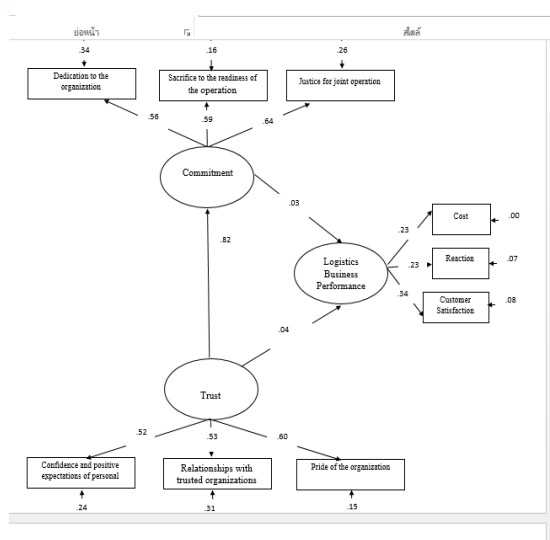 ย่อหน้า
สไตล์
.34
.16
.26
Dedication to the
organization
Sacrifice to the readiness of
the operation
Justice for joint operation
.56
.59
.64
Commitment
.03
.82
Cost
.00
.23
Reaction
.07
.23
Logistics
Business
Performance
.34
Customer
Satisfaction
.08
.04
Trust
.52
.53
.60
Confidence and positive
expectations of personal
Relationships with
trusted organizations
Pride of the organization
.24
.31
.15